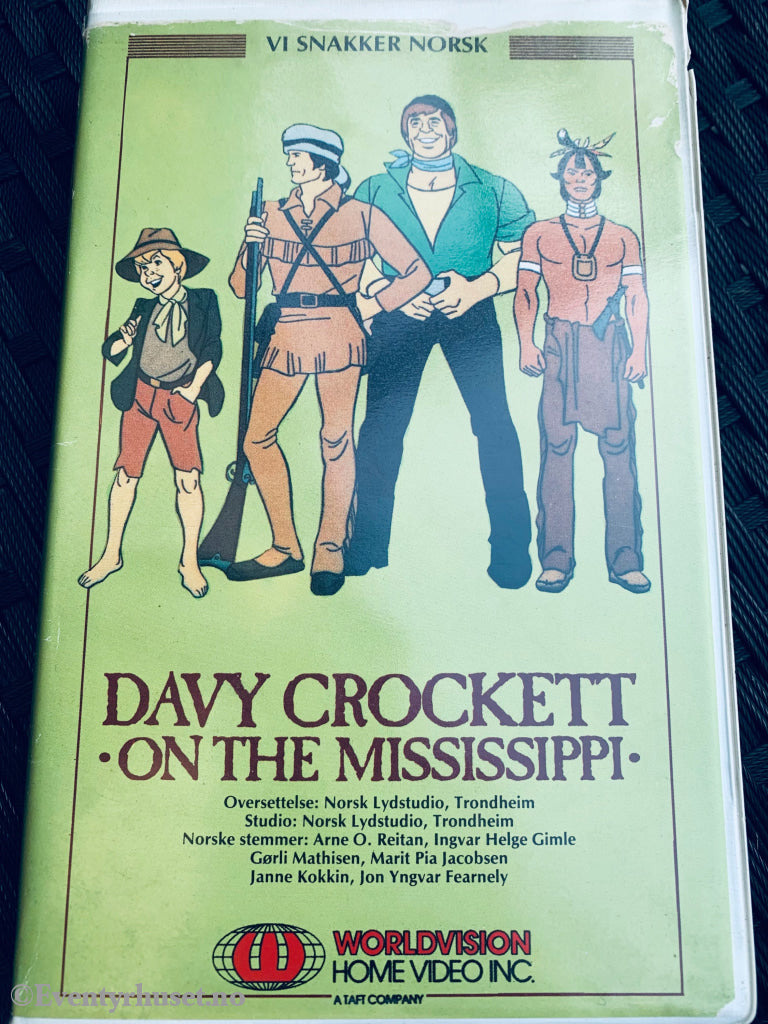 VI SNAKKER NORSK
DAVY CROCKETT
• ON THE MISSISSIPPI •
Oversettelse: Norsk Lydstudio, Trondheim
Studio: Norsk Lydstudio, Trondheim
Norske stemmer: Arne O. Reitan, Ingvar Helge Gimle
Gørli Mathisen, Marit Pia Jacobsen
Janne Kokkin, Jon Yngvar Fearnely
WORLDVISION
HOME VIDEO INC.
A TAFT COMPANY
©Eventyrhuset.no